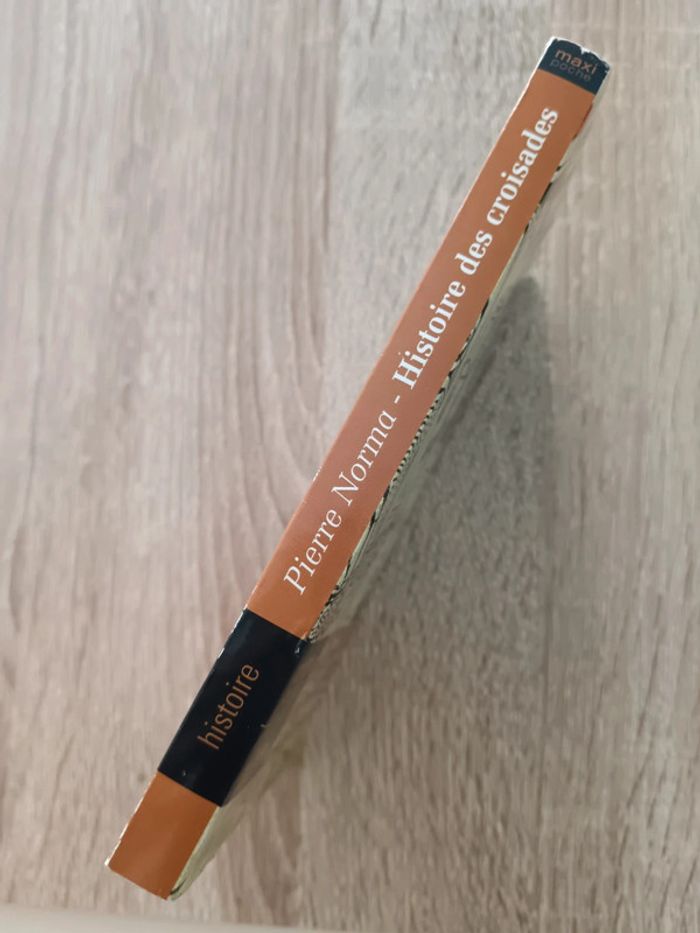 maxi
poche
Pierre Norma - Histoire des croisades
histoire